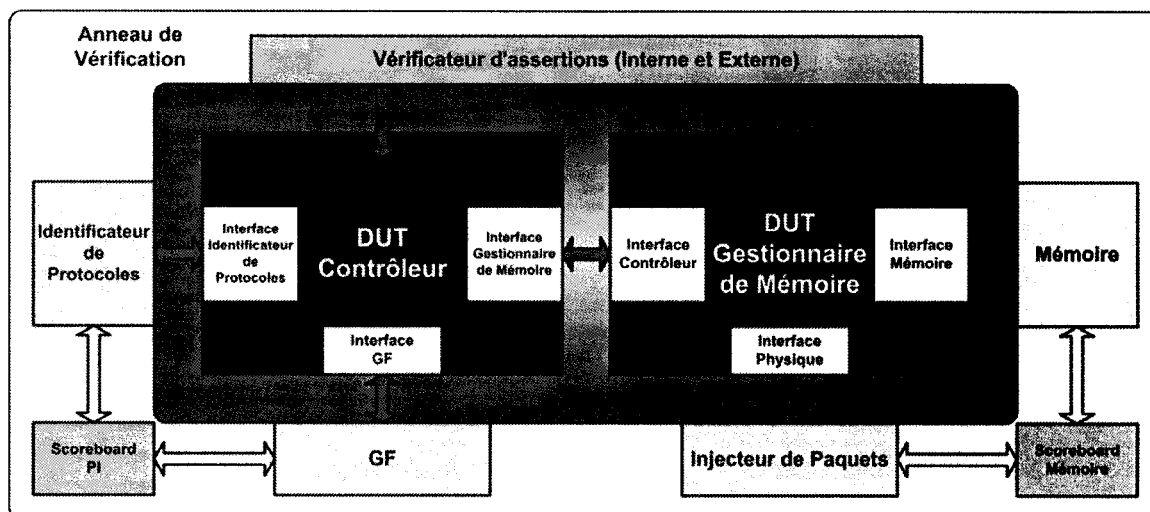 Anneau de
Vérification
Vérificateur d'assertions (Interne et Externe)
Identificateur
de
Protocoles
Interface
Identificateur
de
Protocoles
DUT
Contrôleur
Interface
Gestionnaire
de Mémoire
Interface
Contrôleur
DUT
Gestionnaire
de Mémoire
Interface
Mémoire
Mémoire
Interface
GF
Interface
Physique
Scoreboard
PI
GF
Injecteur de Paquets
Scoreboard
Mémoire